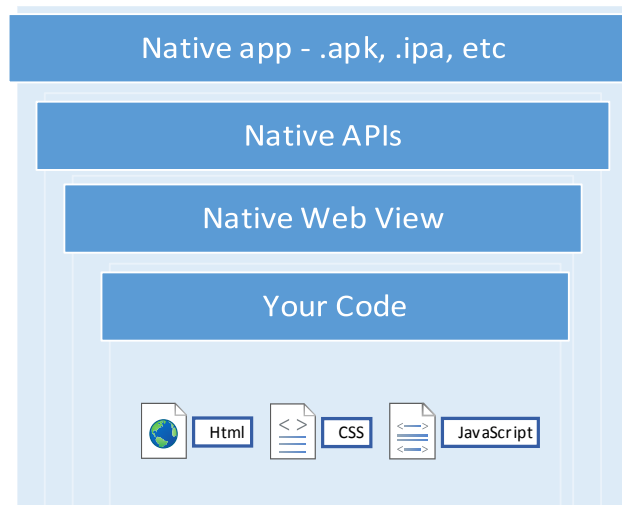 Native app - .apk, .ipa, etc
Native APIs
Native Web View
Your Code
Html
CSS
JavaScript